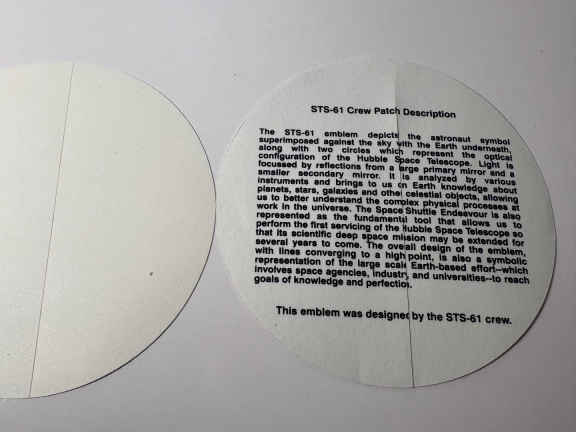 STS-61 Crew Patch Description
The STS-61 emblem depicts the astronaut symbol
superimposed against the sky with the Earth underneath,
along with two circles which represent the optical
configuration of the Hubble Space Telescope. Light is
focussed by reflections from a large primary mirror and a
smaller secondary mirror. It is analyzed by various
instruments and brings to us on Earth knowledge about
planets, stars, galaxies and other celestial objects, allowing
us to better understand the complex physical processes at
work in the universe. The Space Shuttle Endeavour is also
represented as the fundamental tool that allows us to
perform the first servicing of the Hubble Space Telescope so
that its scientific deep space mission may be extended for
several years to come. The overall design of the emblem,
with lines converging to a high point, is also a symbolic
representation of the large scale Earth-based effort--which
involves space agencies, industry, and universities--to reach
goals of knowledge and perfection.
This emblem was designed by the STS-61 crew.